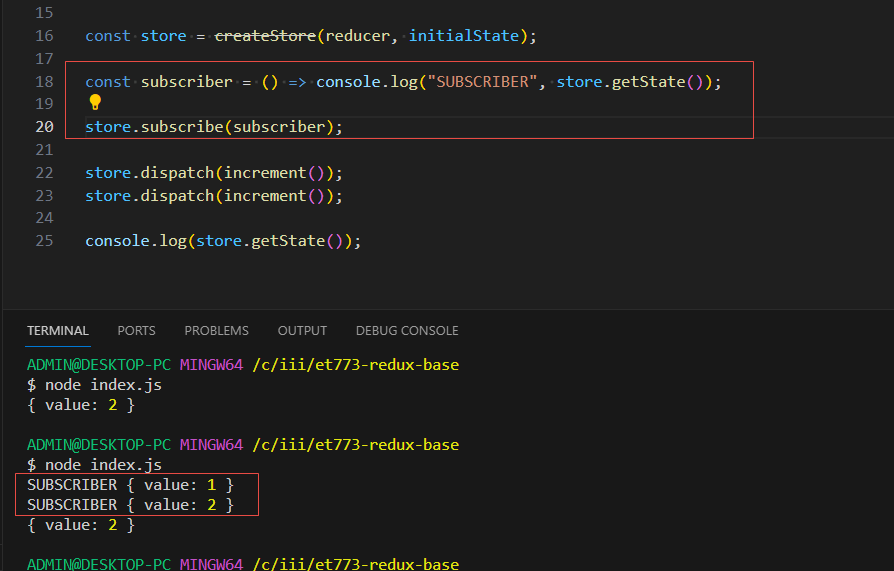 15
16 const store = createStore(reducer, initialState);
17
18 const subscriber = () => console.log("SUBSCRIBER", store.getState());
19
20 store.subscribe(subscriber);
21
22 store.dispatch(increment());
23 store.dispatch(increment());
24
25 console.log(store.getState());
TERMINAL PORTS PROBLEMS OUTPUT DEBUG CONSOLE
ADMIN@DESKTOP-PC MINGW64 /c/iii/et773-redux-base
$ node index.js
{ value: 2 }
ADMIN@DESKTOP-PC MINGW64 /c/iii/et773-redux-base
$ node index.js
SUBSCRIBER { value: 1 }
SUBSCRIBER { value: 2 }
{ value: 2 }
ADMIN@DESKTOP-PC MINGW64 /c/iii/et773-redux-base